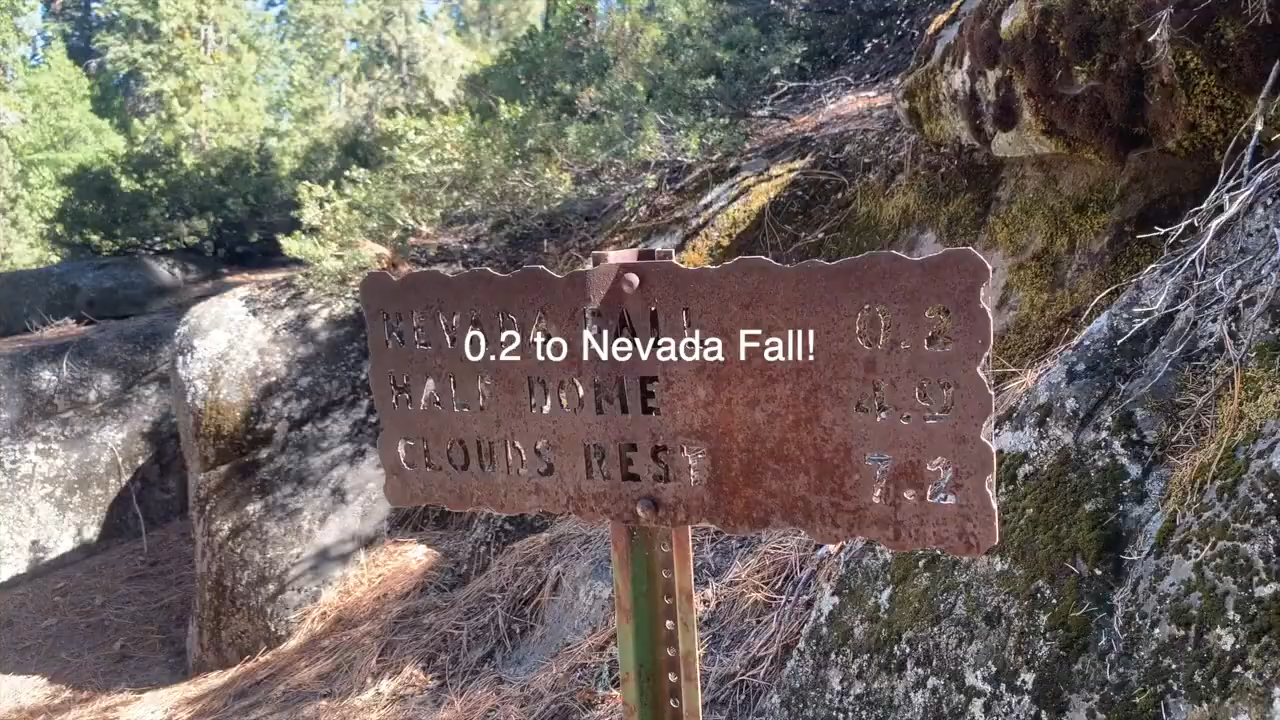 NEVADA FALL 0.2
0.2 to Nevada Fall!
HALF DOME 4.9
CLOUDS REST 7.2